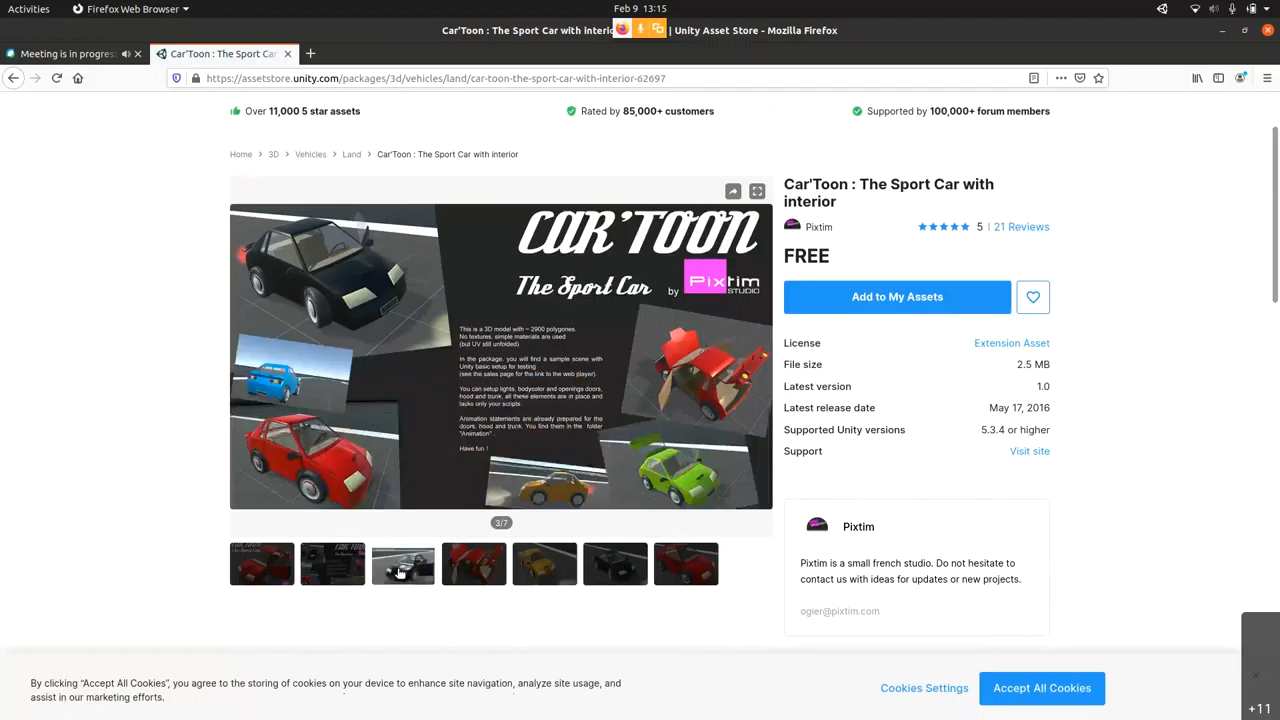 Activities
Firefox Web Browser
Feb 9 13:15
Car'Toon : The Sport Car with interio | Unity Asset Store - Mozilla Firefox
Meeting is in progres
Car'Toon : The Sport Car
https://assetstore.unity.com/packages/3d/vehicles/land/car-toon-the-sport-car-with-interior-62697
Over 11,000 5 star assets
Rated by 85,000+ customers
Supported by 100,000+ forum members
Home > 3D > Vehicles > Land > Car'Toon : The Sport Car with interior
CAR'TOON
The Sport Car by Pixtim STUDIO
This is a 3D model with ~ 2900 polygones.
No textures, simple materials are used
(but UV still unfolded)
In the package, you will find a sample scene with
Unity basic setup for testing
(see the sales page for the link to the web player).
You can setup lights, bodycolor and openings doors,
hood and trunk, all these elements are in place and
lacks only your scripts.
Animation statements are already prepared for the
doors, hood and trunk. You find them in the folder
"Animation".
Have fun !
3/7
Car'Toon : The Sport Car with
interior
Pixtim
5 | 21 Reviews
FREE
Add to My Assets
License Extension Asset
File size 2.5 MB
Latest version 1.0
Latest release date May 17, 2016
Supported Unity versions 5.3.4 or higher
Support Visit site
Pixtim
Pixtim is a small french studio. Do not hesitate to
contact us with ideas for updates or new projects.
ogier@pixtim.com
By clicking “Accept All Cookies”, you agree to the storing of cookies on your device to enhance site navigation, analyze site usage, and
assist in our marketing efforts.
Cookies Settings
Accept All Cookies
+11